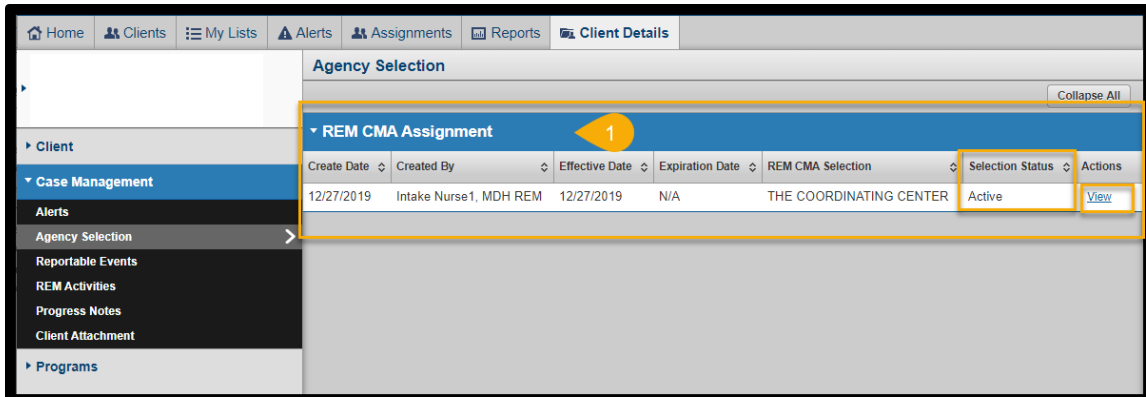 Home Clients My Lists Alerts Assignments Reports Client Details
Agency Selection
Collapse All
REM CMA Assignment 1
Create Date Created By Effective Date Expiration Date REM CMA Selection Selection Status Actions
12/27/2019 Intake Nurse1, MDH REM 12/27/2019 N/A THE COORDINATING CENTER Active View
Client
Case Management
Alerts
Agency Selection
Reportable Events
REM Activities
Progress Notes
Client Attachment
Programs